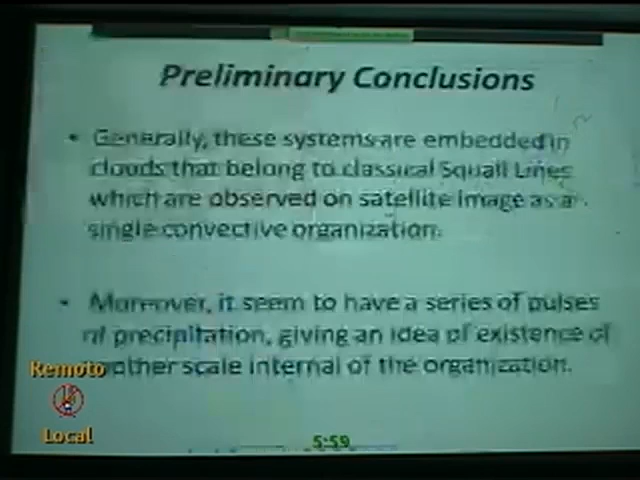 Preliminary Conclusions
• Generally, these systems are embedded in
clouds that belong to classical Squall Lines
which are observed on satellite image as a
single convective organization.
• Moreover, it seem to have a series of pulses
of precipitation, giving an idea of existence of
another scale internal of the organization.
Remoto
Local
5:59